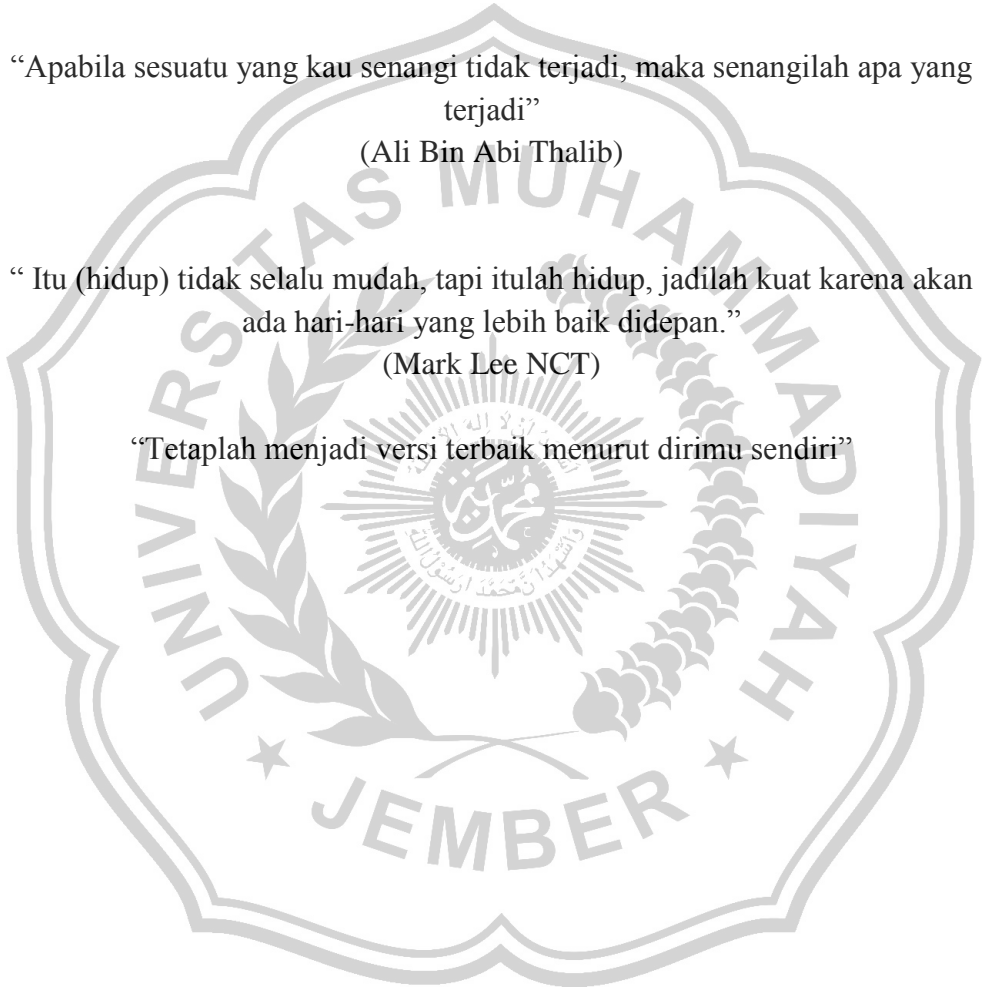 “Apabila sesuatu yang kau senangi tidak terjadi, maka senangilah apa yang
terjadi”
(Ali Bin Abi Thalib)
“ Itu (hidup) tidak selalu mudah, tapi itulah hidup, jadilah kuat karena akan
ada hari-hari yang lebih baik didepan.”
(Mark Lee NCT)
“Tetaplah menjadi versi terbaik menurut dirimu sendiri”
UNIVERSITAS MUHAMMADIYAH
JEMBER